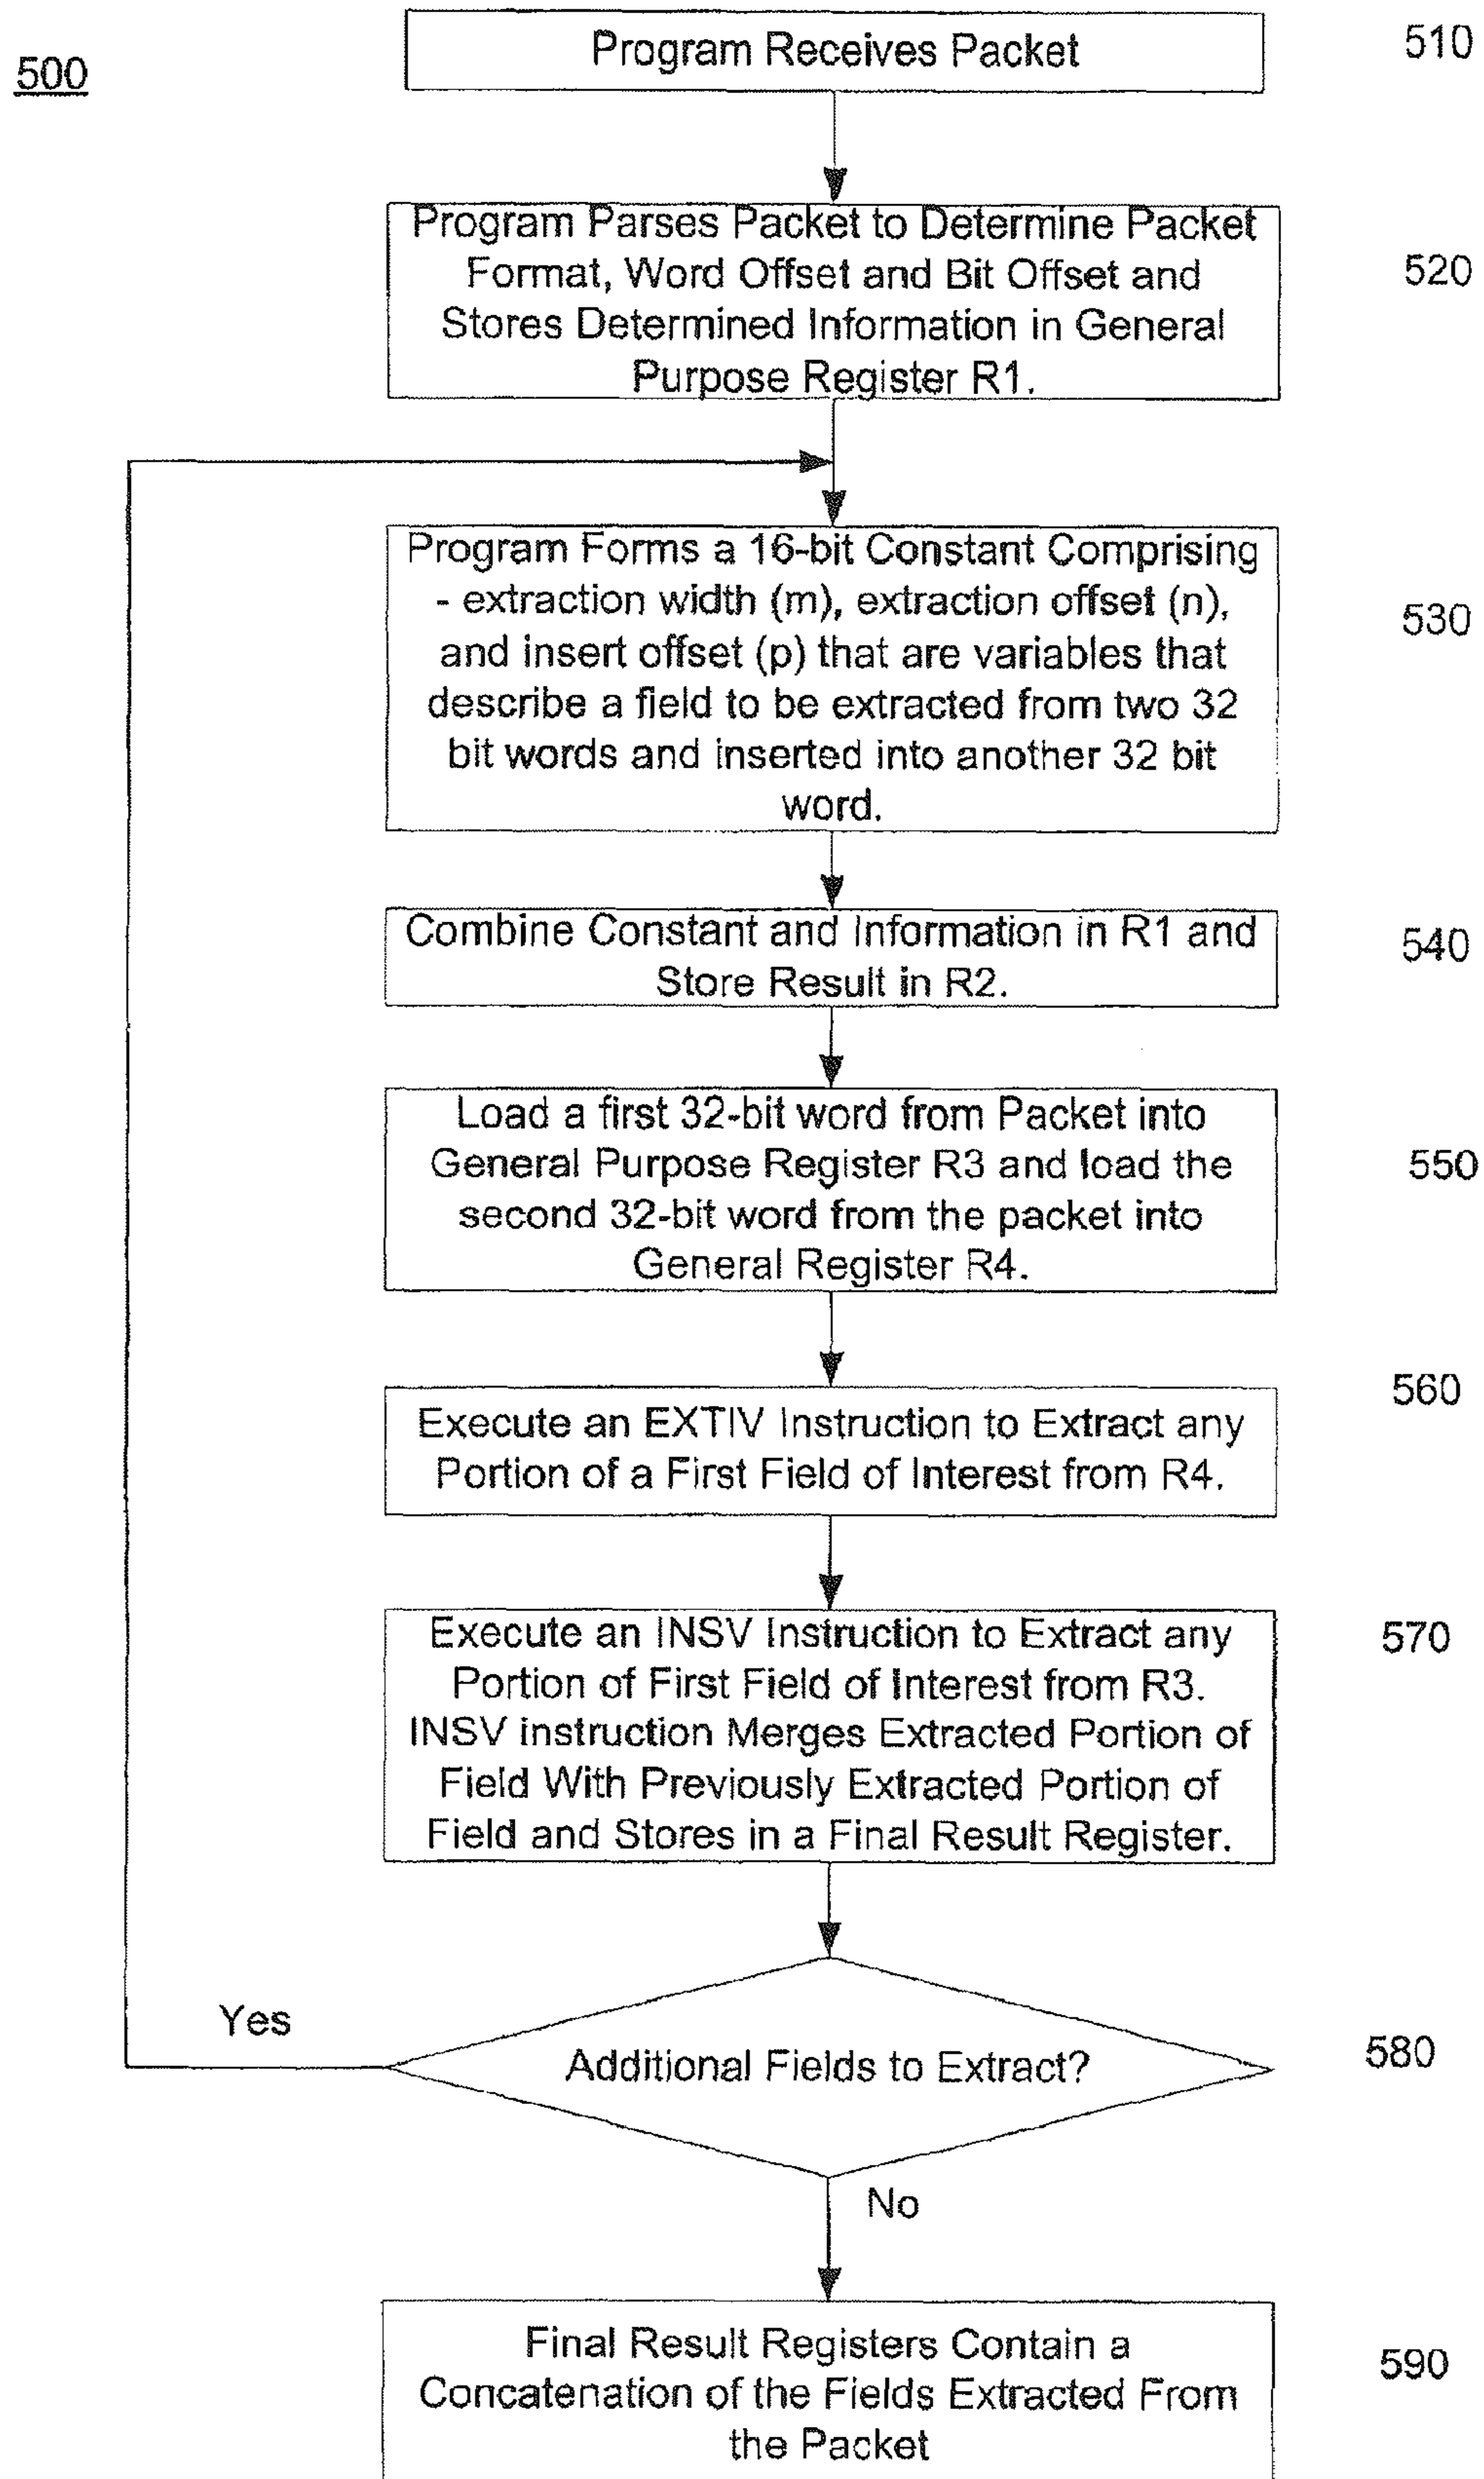 500
Program Receives Packet
510
Program Parses Packet to Determine Packet
Format, Word Offset and Bit Offset and
Stores Determined Information in General
Purpose Register R1.
520
Program Forms a 16-bit Constant Comprising
- extraction width (m), extraction offset (n),
and insert offset (p) that are variables that
describe a field to be extracted from two 32
bit words and inserted into another 32 bit
word.
530
Combine Constant and Information in R1 and
Store Result in R2.
540
Load a first 32-bit word from Packet into
General Purpose Register R3 and load the
second 32-bit word from the packet into
General Register R4.
550
Execute an EXTIV Instruction to Extract any
Portion of a First Field of Interest from R4.
560
Execute an INSV Instruction to Extract any
Portion of First Field of Interest from R3.
INSV instruction Merges Extracted Portion of
Field With Previously Extracted Portion of
Field and Stores in a Final Result Register.
570
Yes
Additional Fields to Extract?
580
No
Final Result Registers Contain a
Concatenation of the Fields Extracted From
the Packet
590